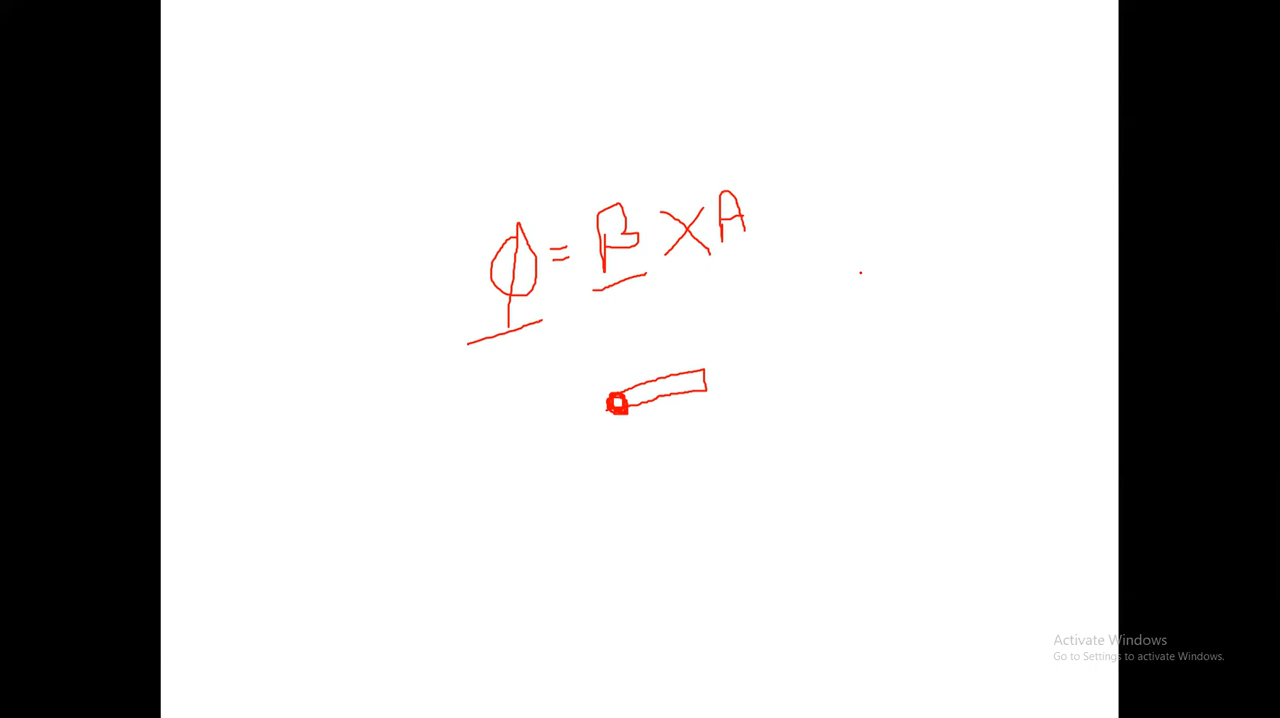 ϕ = B X A
Activate Windows
Go to Settings to activate Windows.